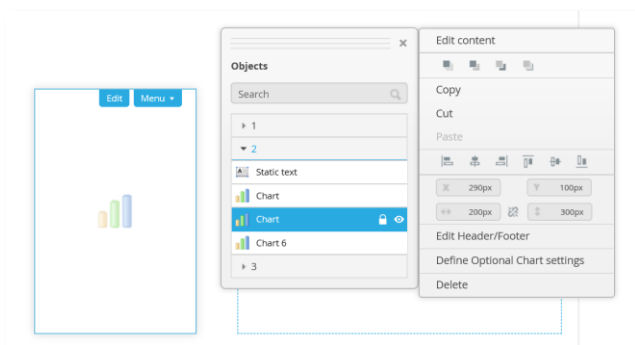 Edit Menu
Objects
Search
1
2
Static text
Chart
Chart
Chart 6
3
Edit content
Copy
Cut
Paste
X 290px Y 100px
200px 300px
Edit Header/Footer
Define Optional Chart settings
Delete